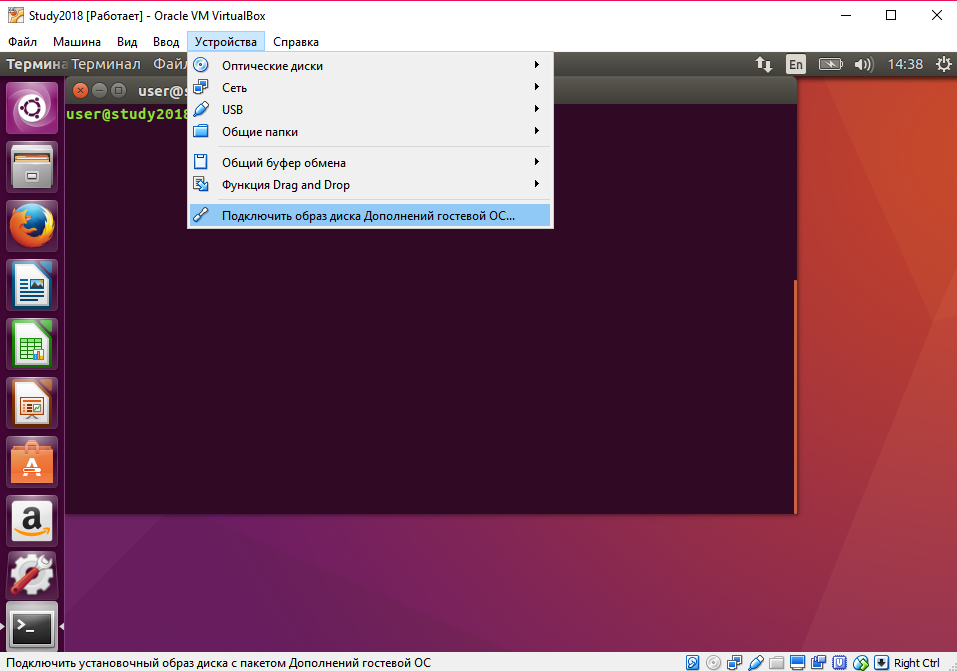 Study2018 [Работает] - Oracle VM VirtualBox
Файл Машина Вид Ввод Устройства Справка
Термина Терминал Файл En 14:38
Оптические диски
Сеть
USB
Общие папки
Общий буфер обмена
Функция Drag and Drop
Подключить образ диска Дополнений гостевой ОС...
user@s
user@study2018
Подключить установочный образ диска с пакетом Дополнений гостевой ОС Right Ctrl